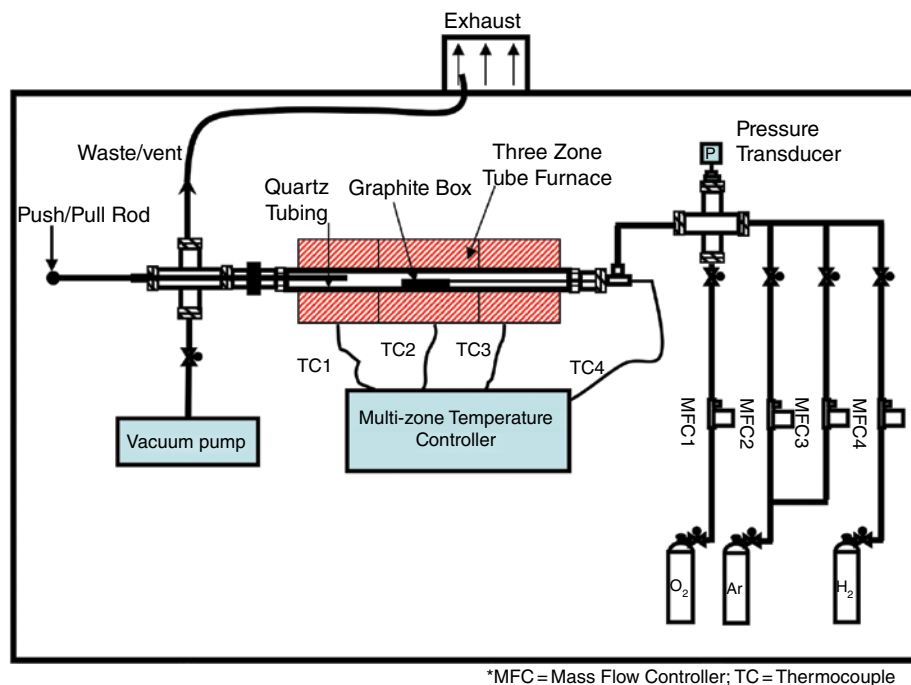 Exhaust
Waste/vent
Push/Pull Rod
Quartz
Tubing
Graphite Box
Three Zone
Tube Furnace
Pressure
Transducer
P
TC1
TC2
TC3
TC4
Multi-zone Temperature
Controller
Vacuum pump
MFC1
MFC2
MFC3
MFC4
O2
Ar
H2
*MFC = Mass Flow Controller; TC = Thermocouple